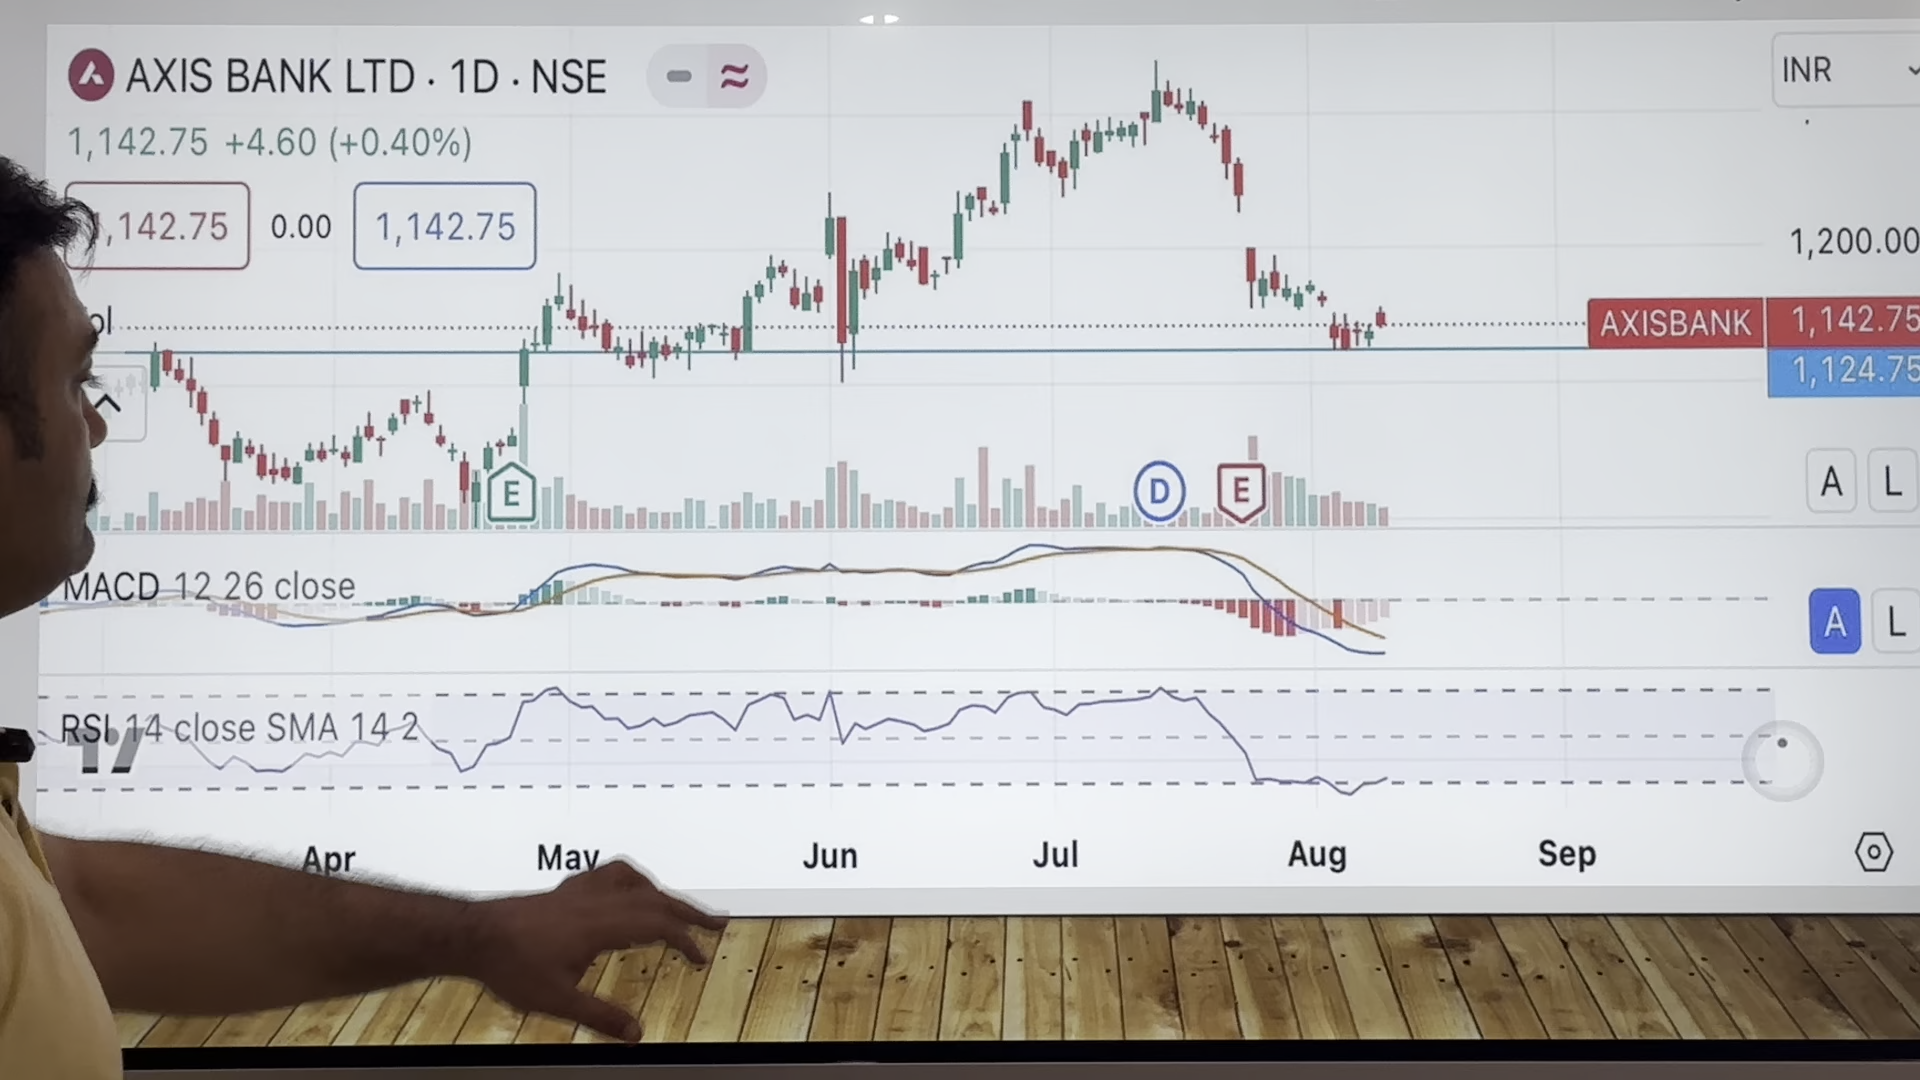 AXIS BANK LTD · 1D · NSE
INR
1,142.75 +4.60 (+0.40%)
1,142.75 0.00 1,142.75
1,200.00
AXISBANK 1,142.75
1,124.75
E D E
A L
MACD 12 26 close
A L
RSI 14 close SMA 14 2
Apr May Jun Jul Aug Sep